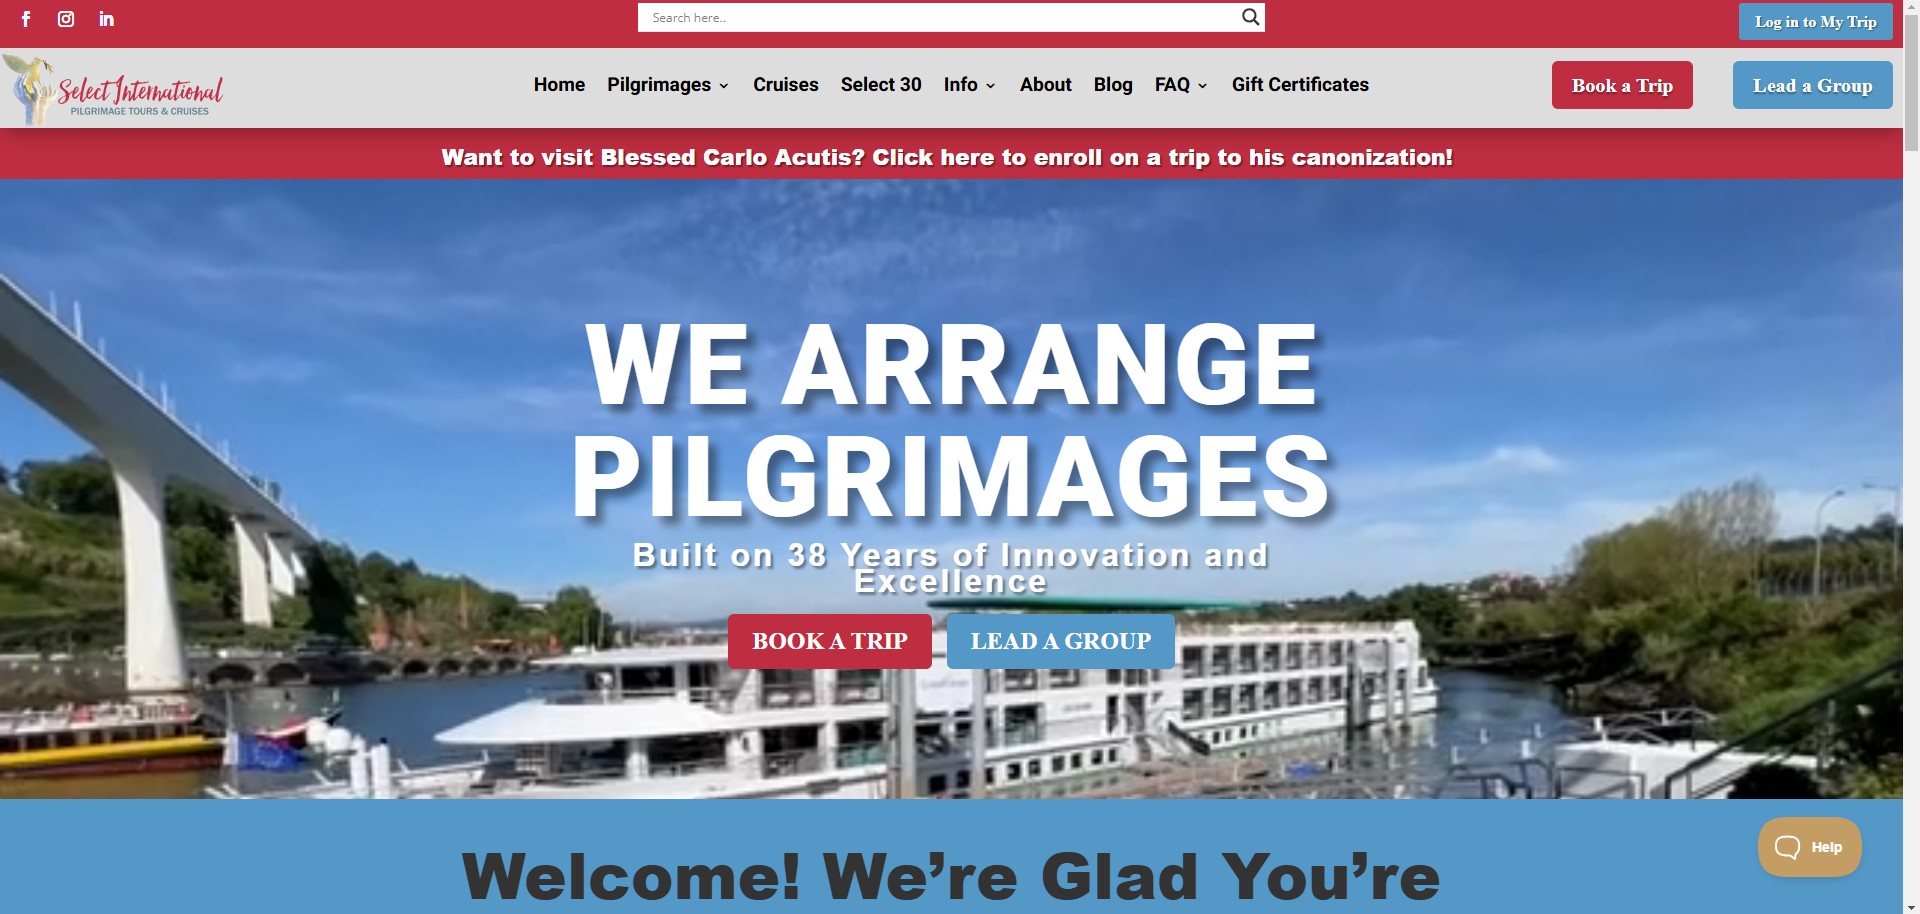 Search here..
Log in to My Trip
Select International
PILGRIMAGE TOURS & CRUISES
Home Pilgrimages Cruises Select 30 Info About Blog FAQ Gift Certificates
Book a Trip
Lead a Group
Want to visit Blessed Carlo Acutis? Click here to enroll on a trip to his canonization!
WE ARRANGE
PILGRIMAGES
Built on 38 Years of Innovation and
Excellence
BOOK A TRIP
LEAD A GROUP
Welcome! We’re Glad You’re
Help